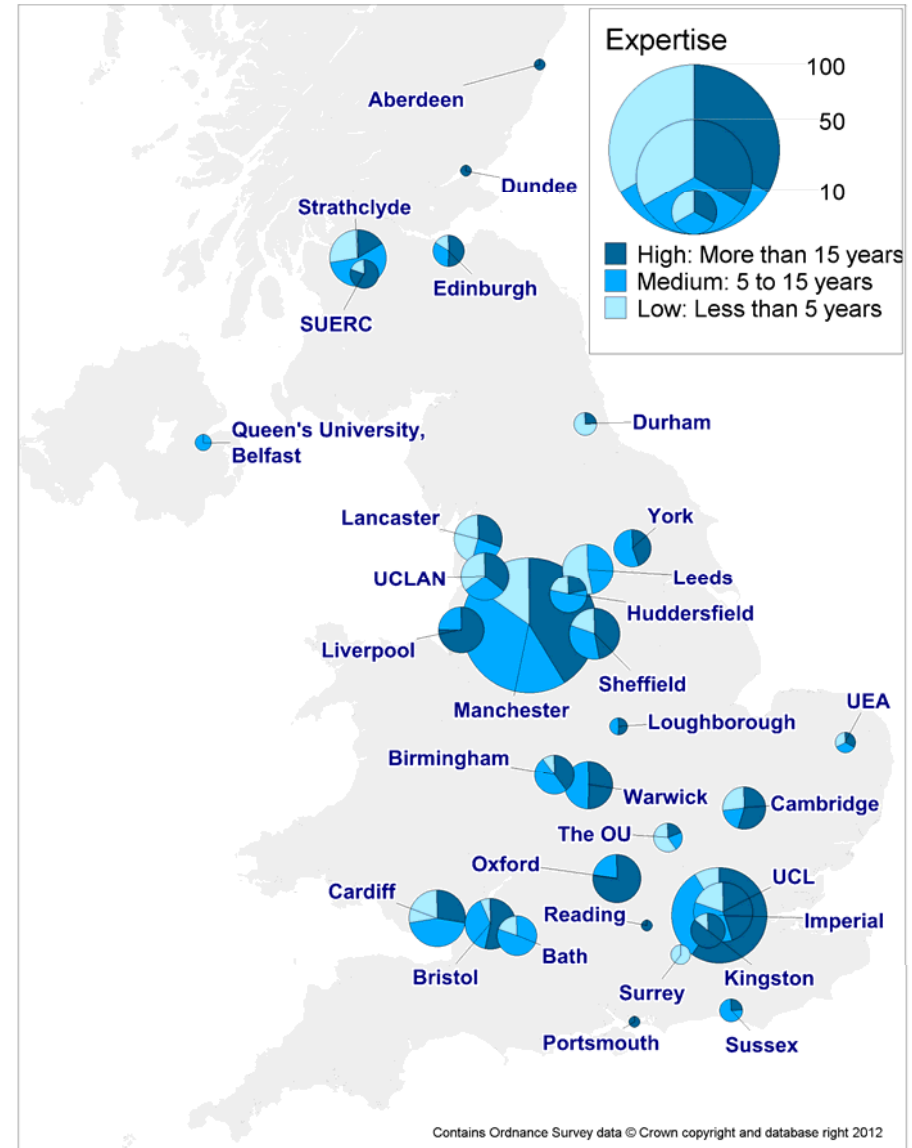 Expertise
100
50
10
High: More than 15 years
Medium: 5 to 15 years
Low: Less than 5 years
Aberdeen
Dundee
Strathclyde
Edinburgh
SUERC
Queen's University,
Belfast
Durham
Lancaster
York
UCLAN
Leeds
Huddersfield
Liverpool
Sheffield
Manchester
UEA
Loughborough
Birmingham
Warwick
Cambridge
The OU
Oxford
UCL
Cardiff
Reading
Imperial
Bath
Bristol
Kingston
Surrey
Portsmouth
Sussex
Contains Ordnance Survey data © Crown copyright and database right 2012